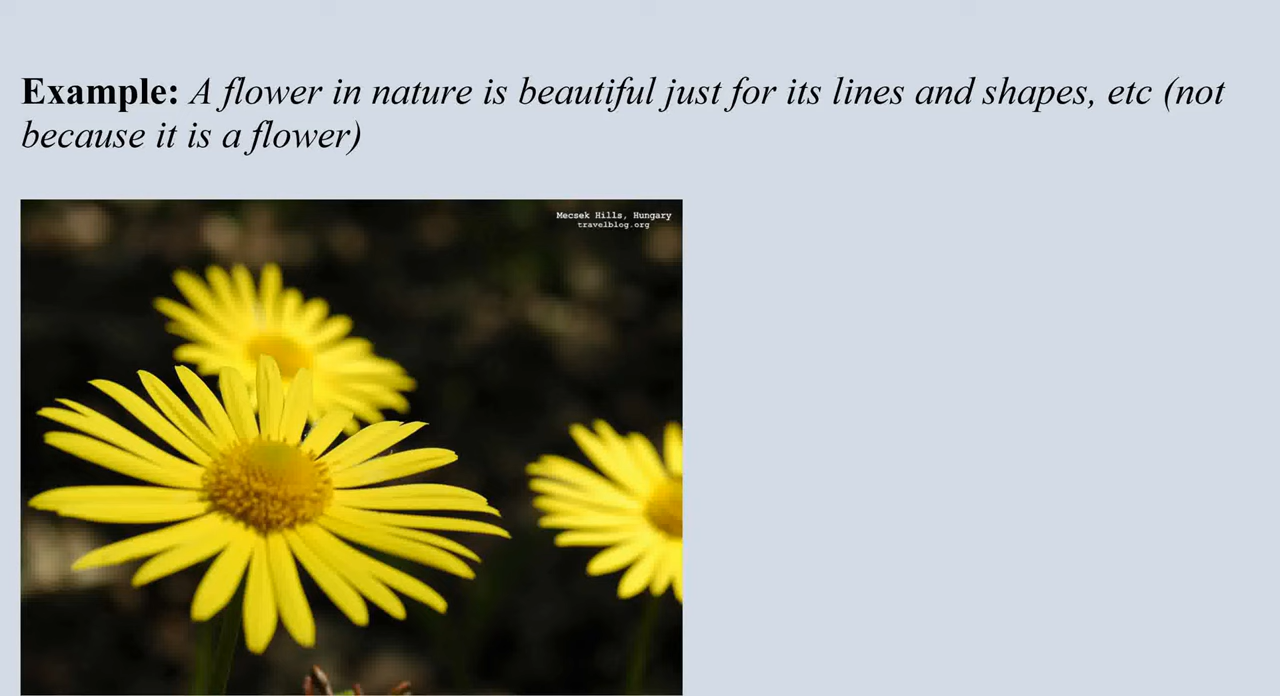 Example: A flower in nature is beautiful just for its lines and shapes, etc (not
because it is a flower)
Mecsek Hills, Hungary
travelblog.org